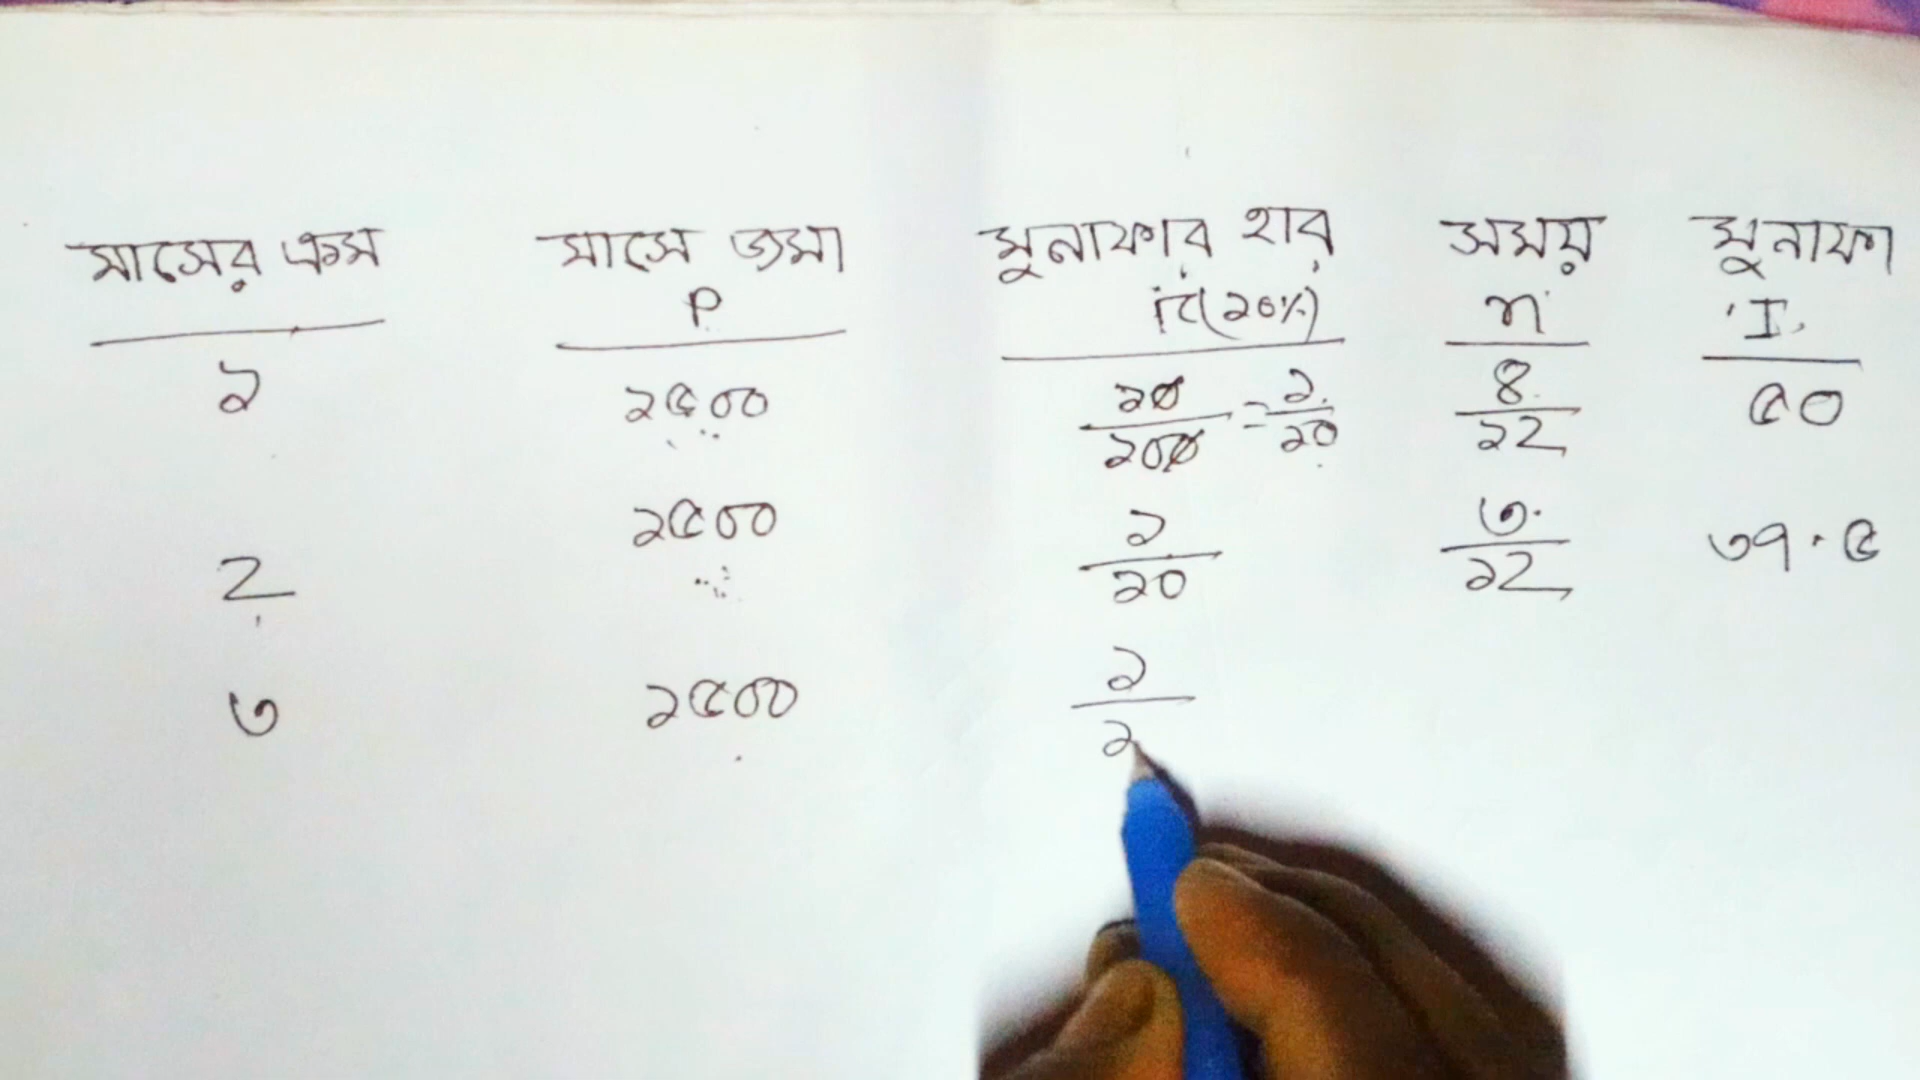 মাসের ক্রম মাসে জমা মুনাফার হার সময় মুনাফা
P r(১০%) n I
১ ১৫০০ ১০/১০০ = ১/১০ ৪/১২ ৫০
২ ১৫০০ ১/১০ ৩/১২ ৩৭.৫
৩ ১৫০০ ১/১